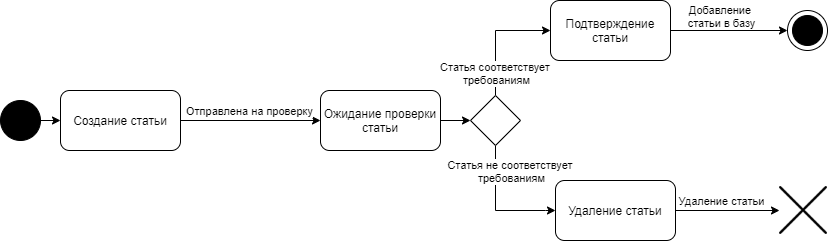 Добавление
статьи в базу
Подтверждение
статьи
Статья соответствует
требованиям
Отправлена на проверку
Создание статьи
Ожидание проверки
статьи
Статья не соответствует
требованиям
Удаление статьи
Удаление статьи